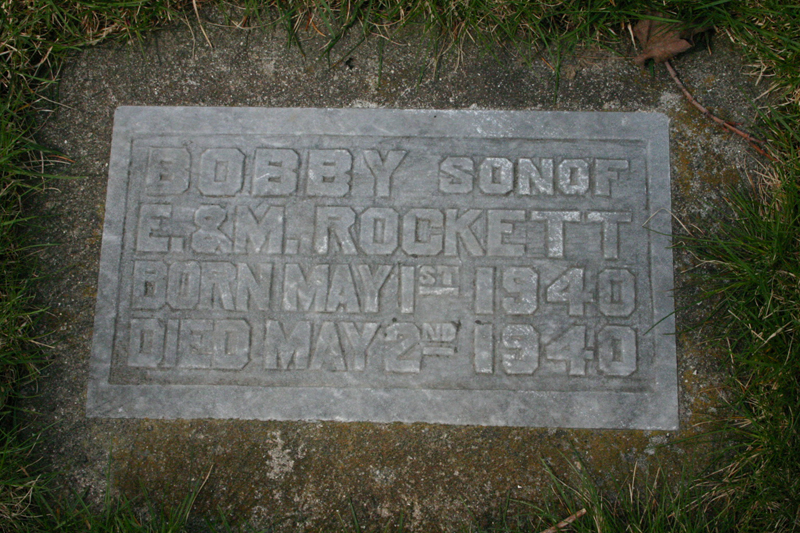 BOBBY SON OF
E. & M. ROCKETT
BORN MAY 1ST 1940
DIED MAY 2ND 1940